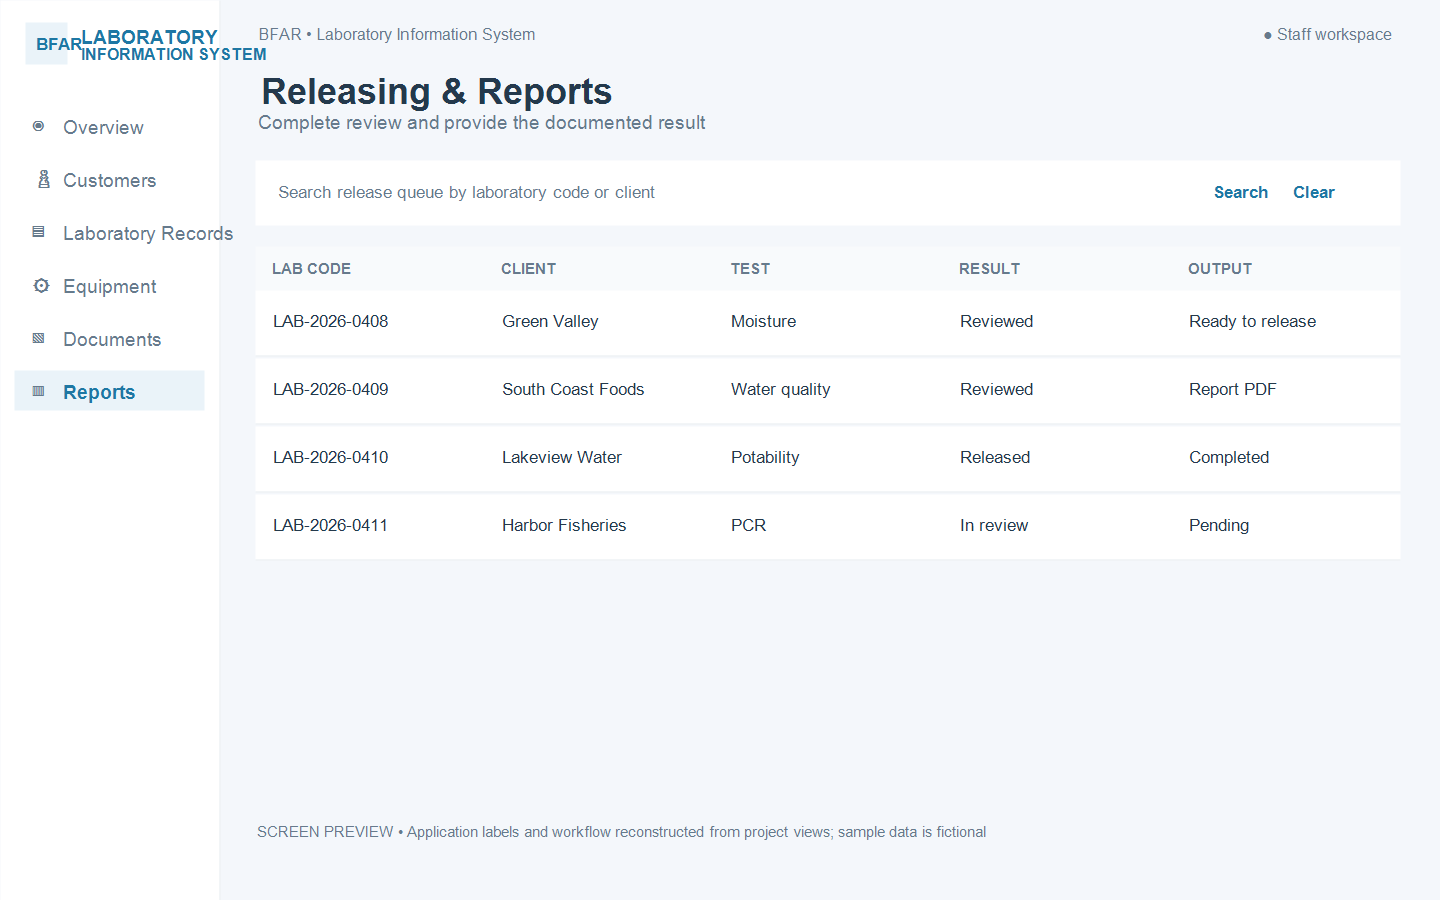 BFAR
LABORATORY
INFORMATION SYSTEM
Overview
Customers
Laboratory Records
Equipment
Documents
Reports
BFAR • Laboratory Information System
● Staff workspace
Releasing & Reports
Complete review and provide the documented result
Search release queue by laboratory code or client
Search Clear
LAB CODE CLIENT TEST RESULT OUTPUT
LAB-2026-0408 Green Valley Moisture Reviewed Ready to release
LAB-2026-0409 South Coast Foods Water quality Reviewed Report PDF
LAB-2026-0410 Lakeview Water Potability Released Completed
LAB-2026-0411 Harbor Fisheries PCR In review Pending
SCREEN PREVIEW • Application labels and workflow reconstructed from project views; sample data is fictional